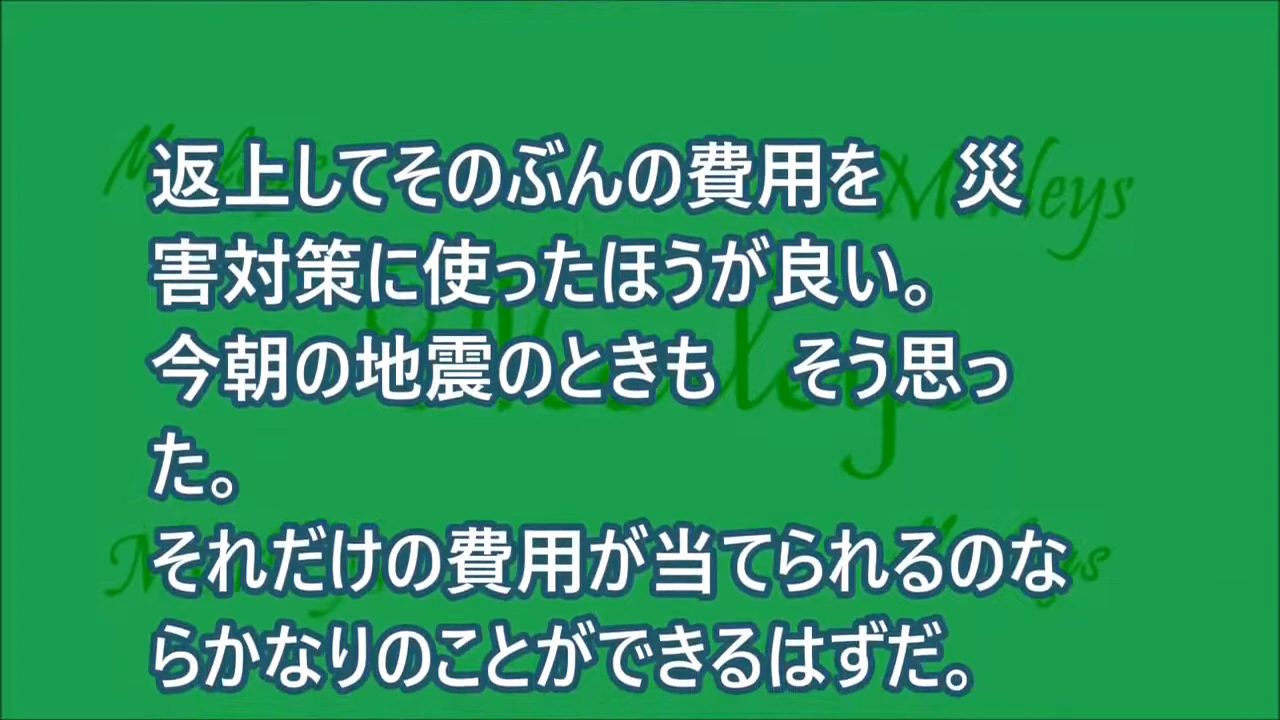 返上してそのぶんの費用を　災
害対策に使ったほうが良い。
今朝の地震のときも　そう思っ
た。
それだけの費用が当てられるのな
らかなりのことができるはずだ。